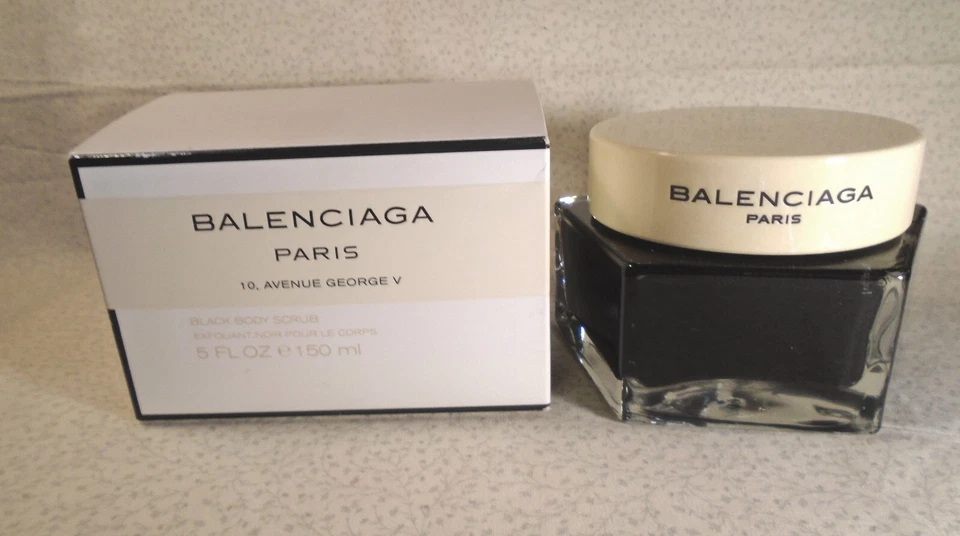 BALENCIAGA
PARIS
10, AVENUE GEORGE V
BLACK BODY SCRUB
EXFOLIANT NOIR POUR LE CORPS
5 FL OZ ℮ 150 ml
BALENCIAGA
PARIS